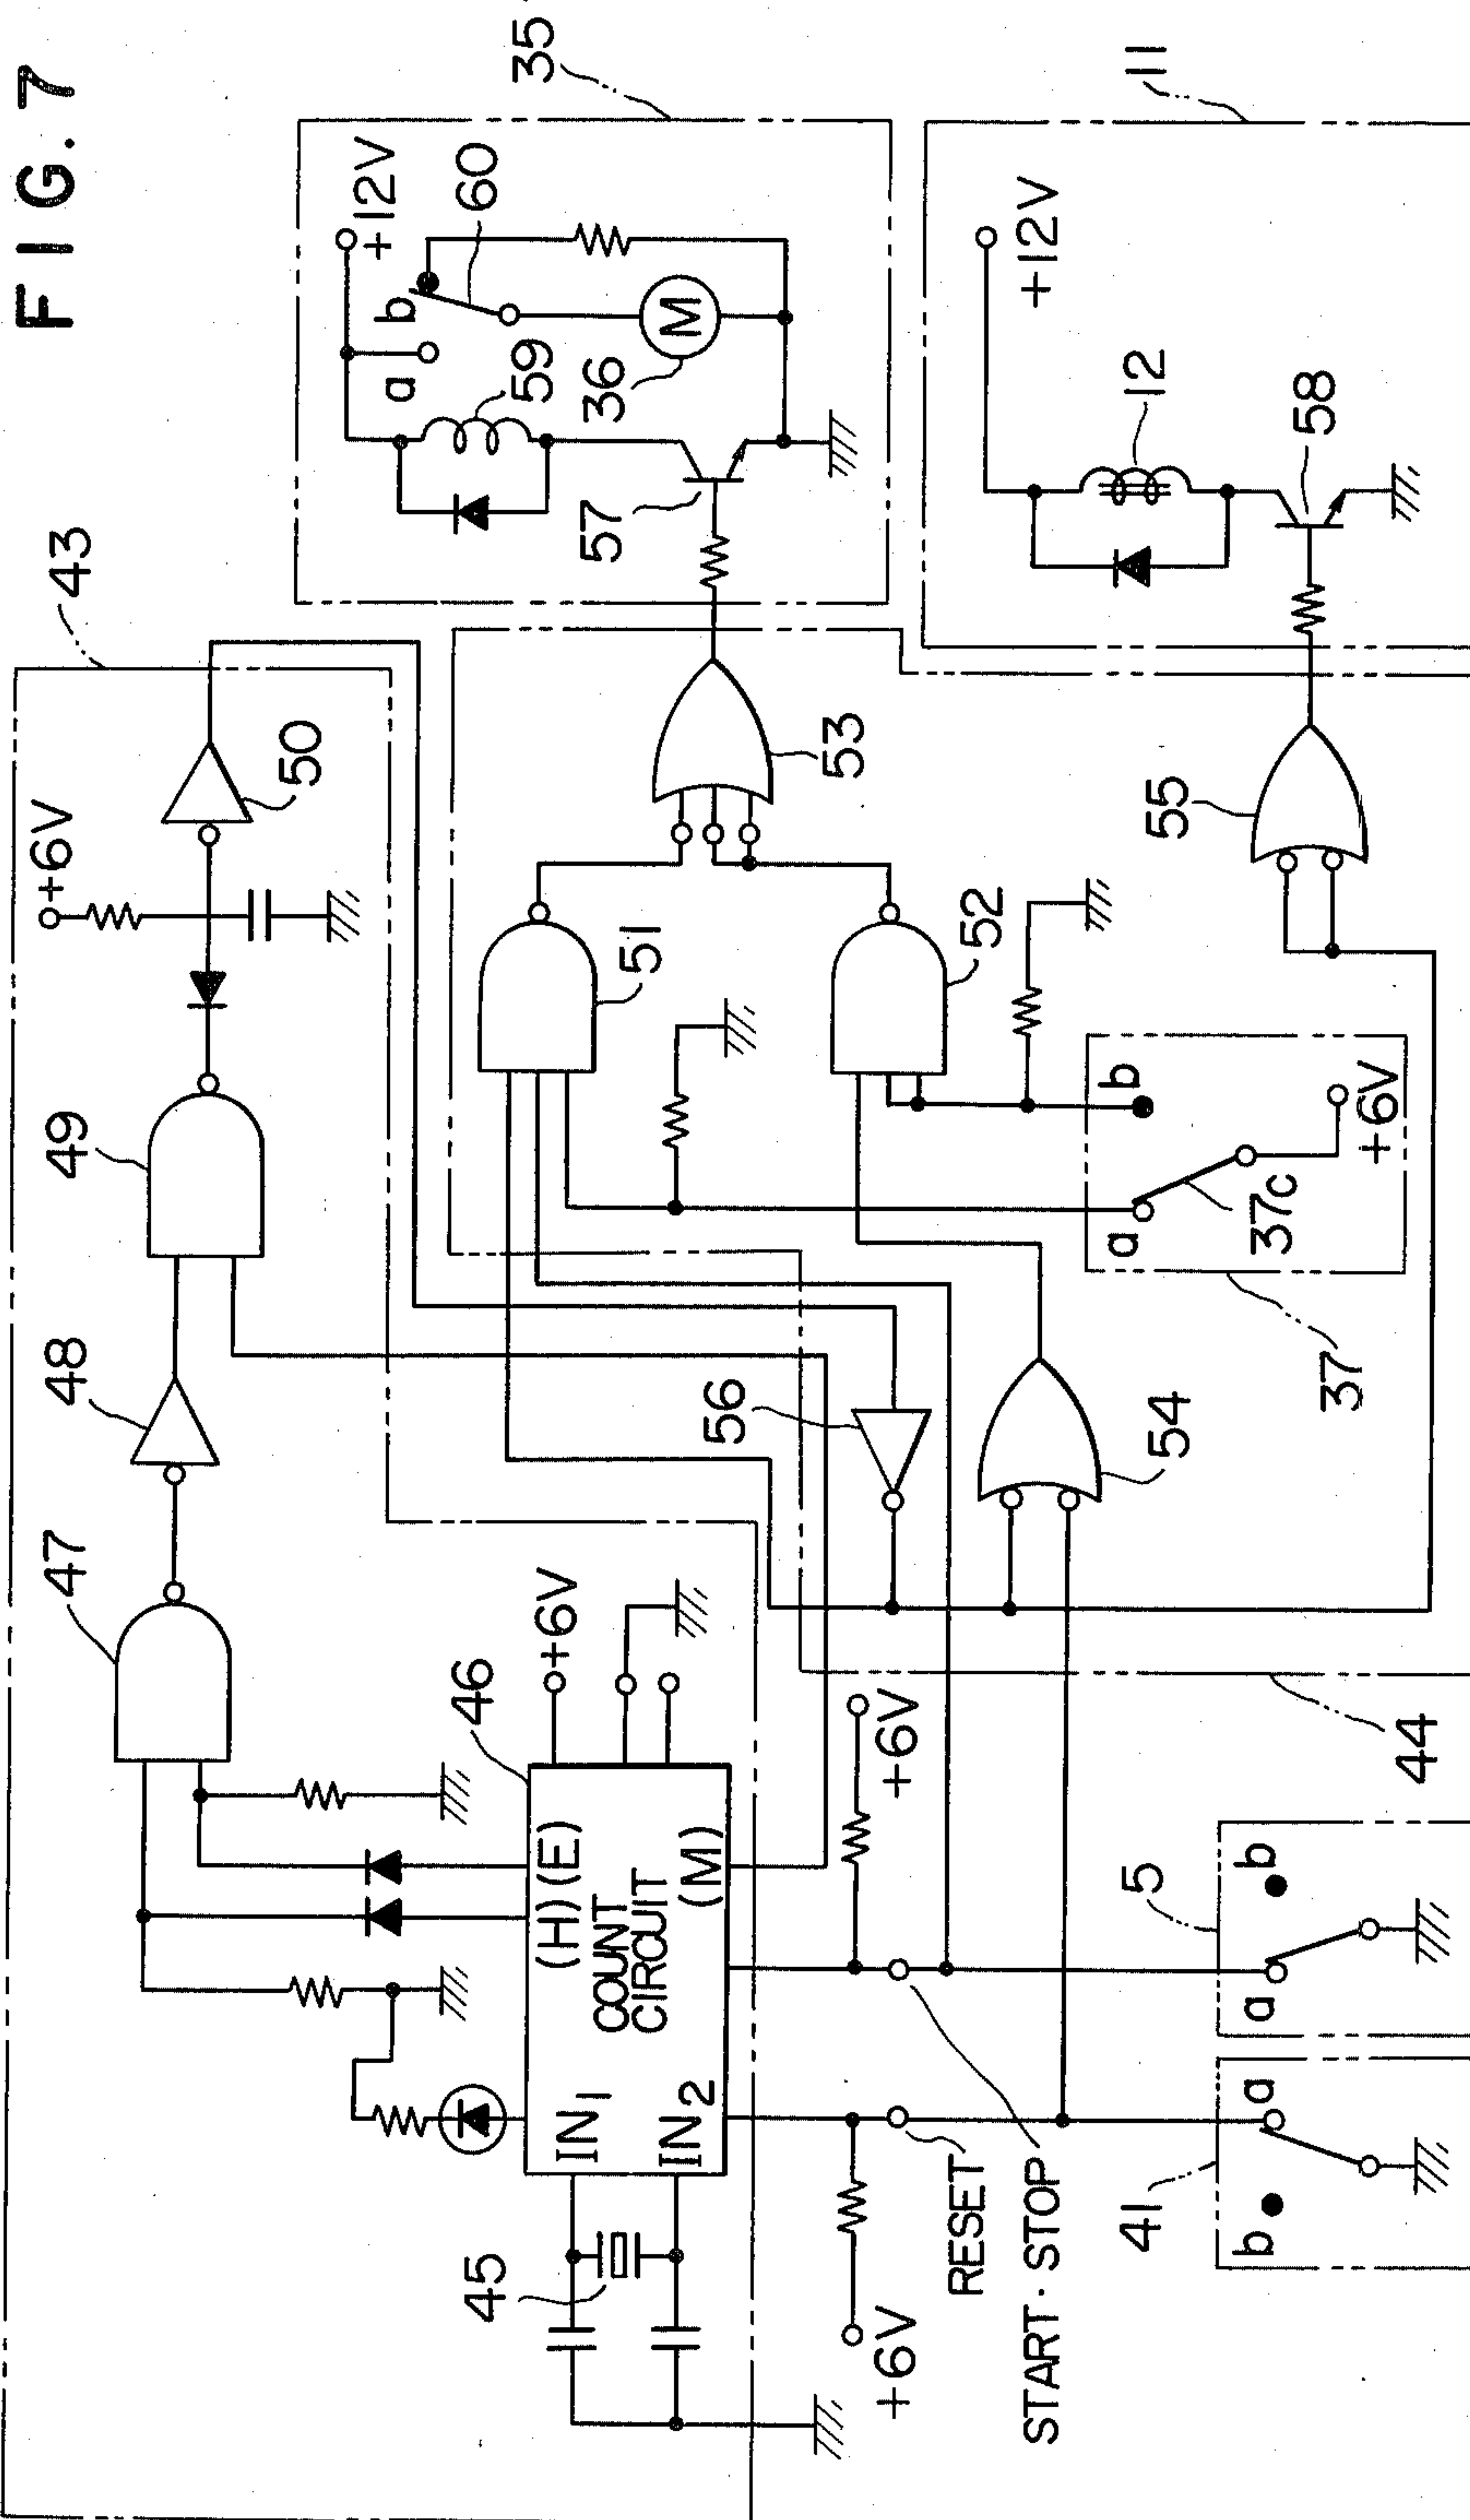 FIG. 7
43
35
47
48
49
+6V
50
+12V
60
b
a
59
36
M
57
46
+6V
(H)(E)
COUNT
CIRCUIT
(M)
IN1
IN2
45
51
53
56
52
54
+6V
+6V
RESET
START·STOP
a
b
37c
+6V
37
55
11
+12V
12
58
44
41
b
a
5
a
b